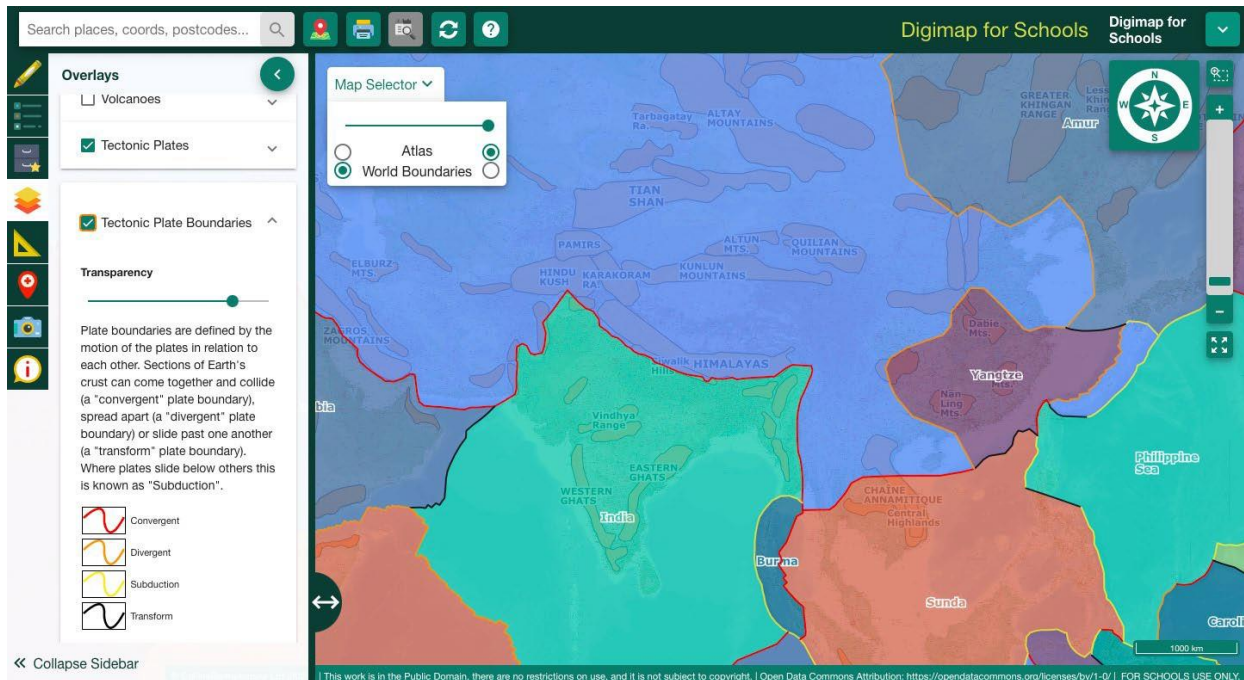 Search places, coords, postcodes...
Digimap for Schools
Digimap for
Schools
Overlays
Volcanoes
Tectonic Plates
Tectonic Plate Boundaries
Transparency
Plate boundaries are defined by the
motion of the plates in relation to
each other. Sections of Earth's
crust can come together and collide
(a "convergent" plate boundary),
spread apart (a "divergent" plate
boundary) or slide past one another
(a "transform" plate boundary).
Where plates slide below others this
is known as "Subduction".
Convergent
Divergent
Subduction
Transform
Collapse Sidebar
Map Selector
Atlas
World Boundaries
N
W
E
S
Tarbagatay
Ra.
ALTAY
MOUNTAINS
GREATER
KHINGAN
RANGE
Amur
TIAN
SHAN
PAMIRS
ALTUN
MTS.
QUILIAN
MOUNTAINS
ELBURZ
MTS.
HINDU
KUSH
KARAKORAM
RA.
KUNLUN
MOUNTAINS
ZAGROS
MOUNTAINS
Siwalik
Hills
HIMALAYAS
Dabie
Mts.
Yangtze
Mts.
Nan
Ling
Mts.
bia
Vindhya
Range
EASTERN
GHATS
WESTERN
GHATS
India
CHAÎNE
ANNAMITIQUE
Central
Highlands
Philippine
Sea
Burma
Sunda
Caroli
1000 km
This work is in the Public Domain, there are no restrictions on use, and it is not subject to copyright. | Open Data Commons Attribution: https://opendatacommons.org/licenses/by/1-0/ | FOR SCHOOLS USE ONLY.